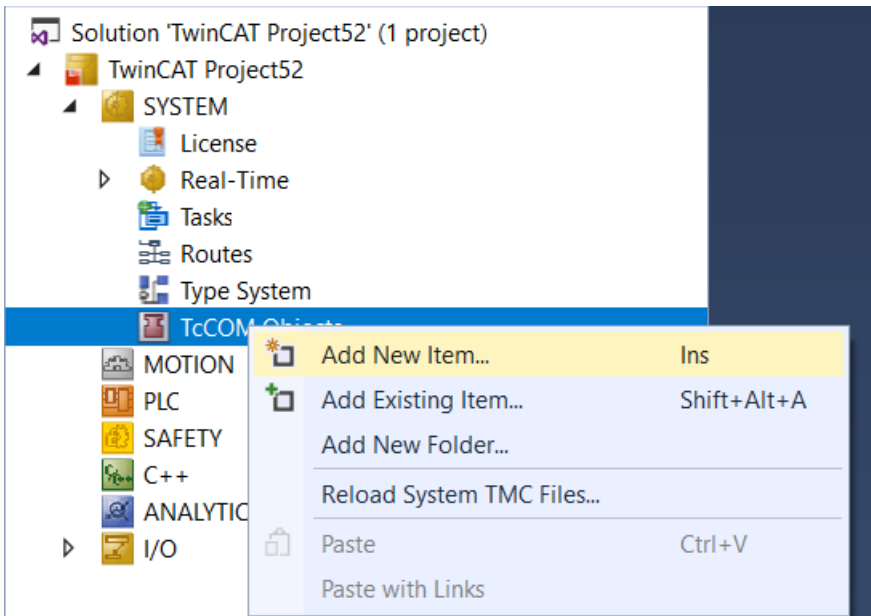 Solution 'TwinCAT Project52' (1 project)
TwinCAT Project52
SYSTEM
License
Real-Time
Tasks
Routes
Type System
TcCOM Objects
Add New Item... Ins
MOTION
PLC
Add Existing Item... Shift+Alt+A
SAFETY
Add New Folder...
C++
Reload System TMC Files...
ANALYTIC
I/O
Paste Ctrl+V
Paste with Links